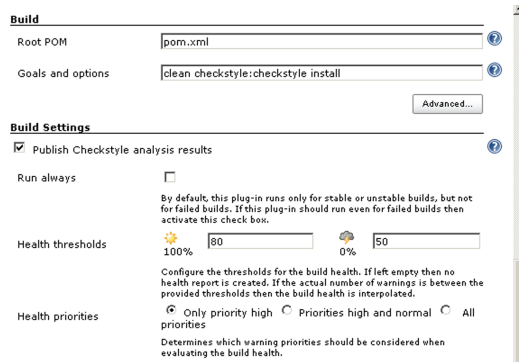 Build
Root POM
pom.xml
Goals and options
clean checkstyle:checkstyle install
Advanced...
Build Settings
Publish Checkstyle analysis results
Run always
By default, this plug-in runs only for stable or unstable builds, but not
for failed builds. If this plug-in should run even for failed builds then
activate this check box.
Health thresholds
100%
80
0%
50
Configure the thresholds for the build health. If left empty then no
health report is created. If the actual number of warnings is between the
provided thresholds then the build health is interpolated.
Health priorities
Only priority high Priorities high and normal All
priorities
Determines which warning priorities should be considered when
evaluating the build health.